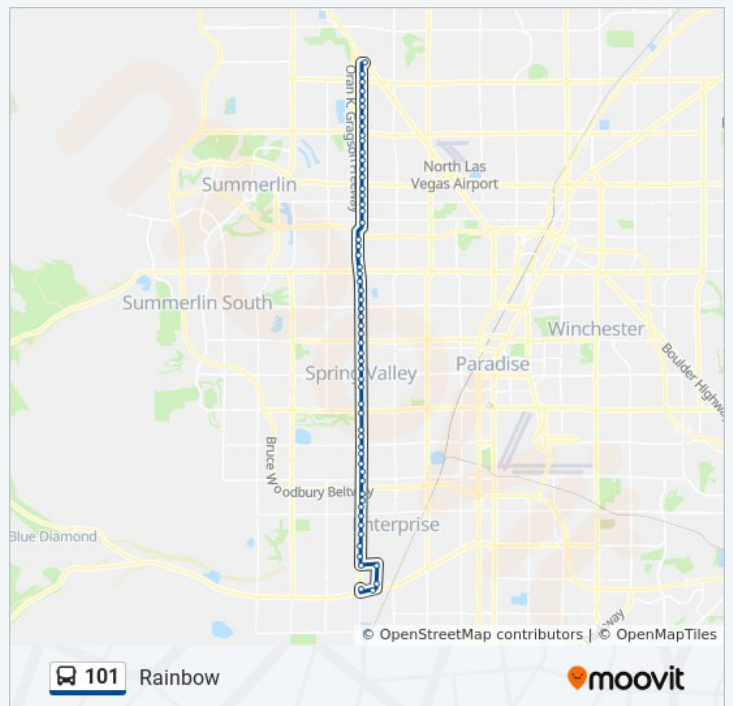 Oran K. Gragson Freeway
North Las
Vegas Airport
Summerlin
Summerlin South
Winchester
Paradise
Spring Valley
Boulder Highway
Bruce Woodbury Beltway
Enterprise
Blue Diamond
© OpenStreetMap contributors | © OpenMapTiles
101 Rainbow
moovit